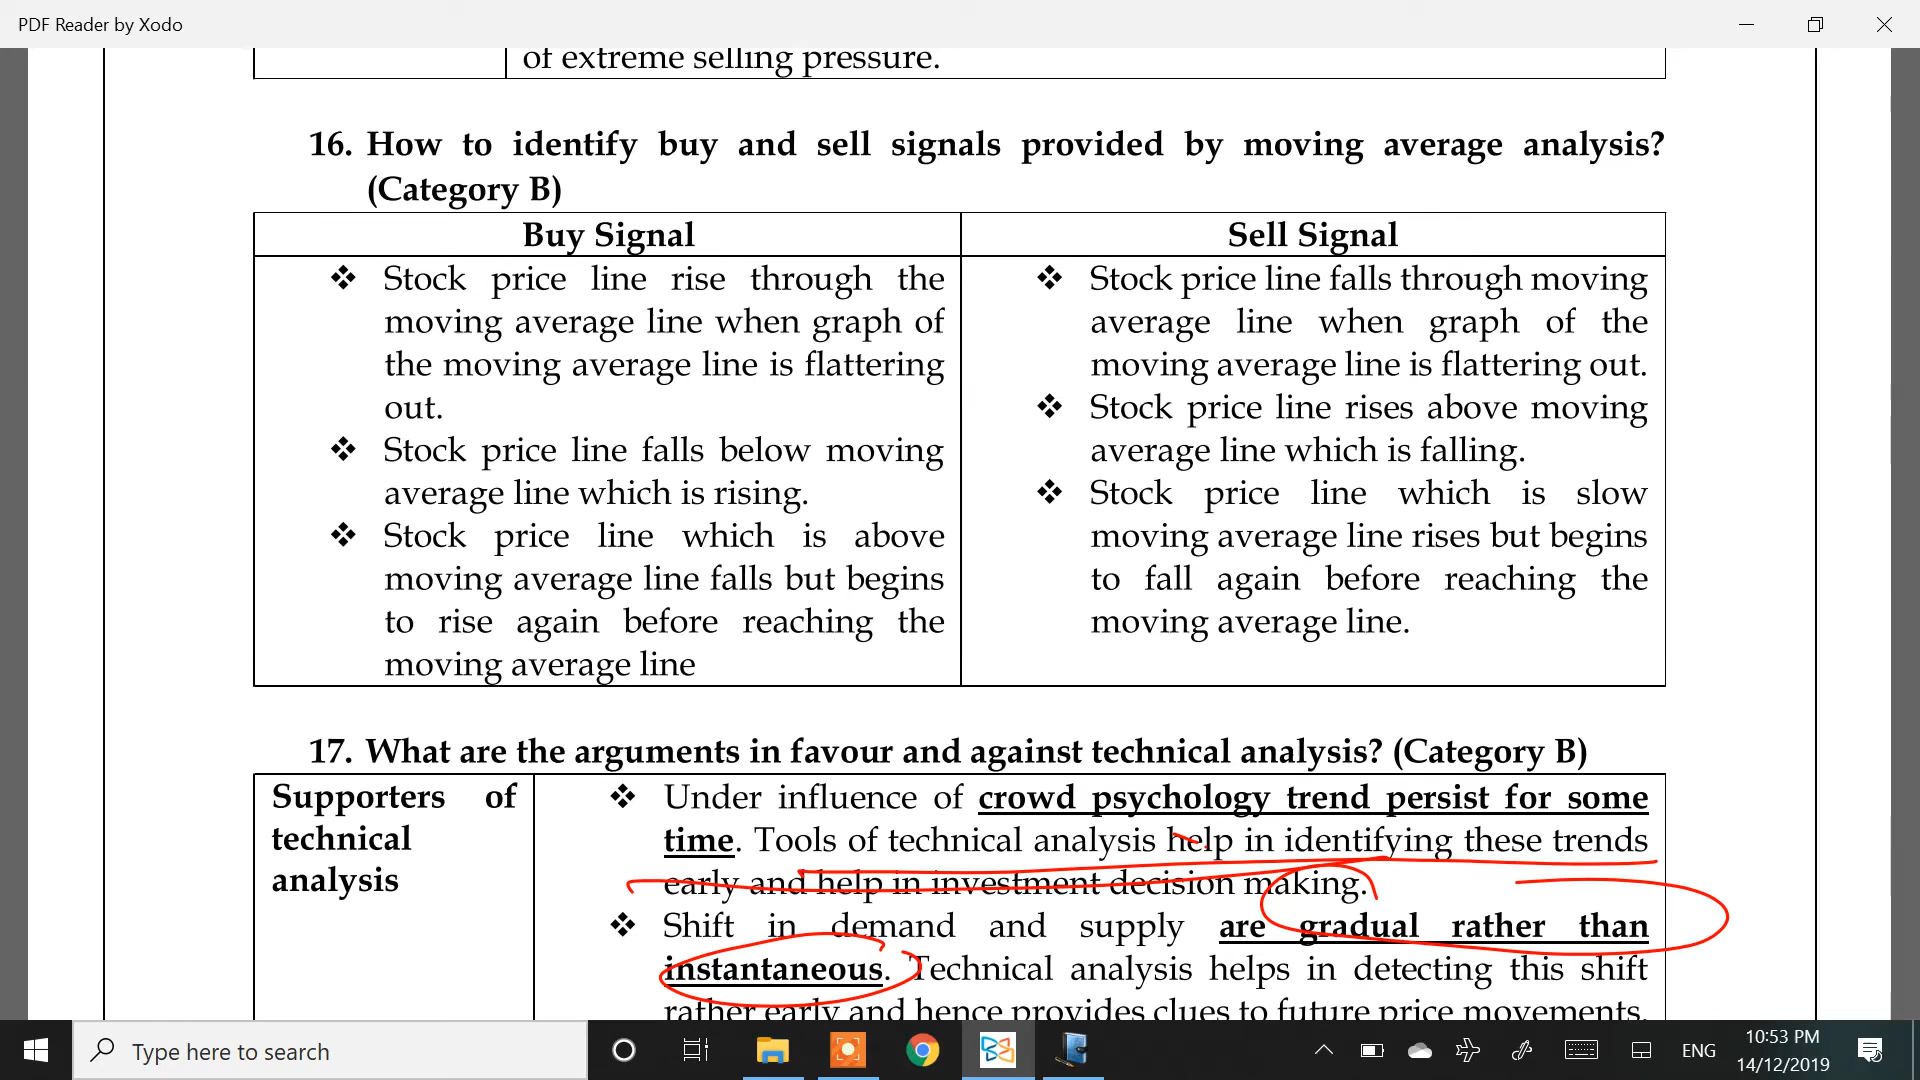 PDF Reader by Xodo
of extreme selling pressure.
16. How to identify buy and sell signals provided by moving average analysis?
(Category B)
Buy Signal
Sell Signal
❖ Stock price line rise through the
moving average line when graph of
the moving average line is flattering
out.
❖ Stock price line falls below moving
average line which is rising.
❖ Stock price line which is above
moving average line falls but begins
to rise again before reaching the
moving average line
❖ Stock price line falls through moving
average line when graph of the
moving average line is flattering out.
❖ Stock price line rises above moving
average line which is falling.
❖ Stock price line which is slow
moving average line rises but begins
to fall again before reaching the
moving average line.
17. What are the arguments in favour and against technical analysis? (Category B)
Supporters of
technical
analysis
❖ Under influence of crowd psychology trend persist for some
time. Tools of technical analysis help in identifying these trends
early and help in investment decision making.
❖ Shift in demand and supply are gradual rather than
instantaneous. Technical analysis helps in detecting this shift
rather early and hence provides clues to future price movements.
Type here to search
ENG
10:53 PM
14/12/2019